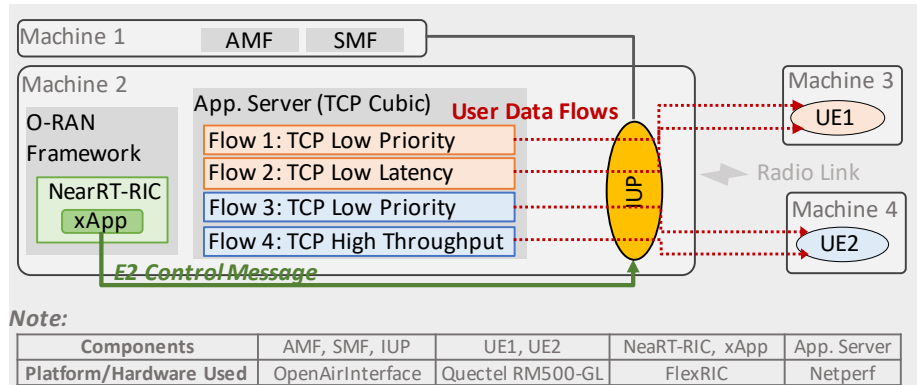 Machine 1
AMF
SMF
Machine 2
O-RAN
Framework
NearRT-RIC
xApp
App. Server (TCP Cubic)
User Data Flows
Flow 1: TCP Low Priority
Flow 2: TCP Low Latency
Flow 3: TCP Low Priority
Flow 4: TCP High Throughput
E2 Control Message
IUP
Machine 3
UE1
Radio Link
Machine 4
UE2
Note:
Components AMF, SMF, IUP UE1, UE2 NeaRT-RIC, xApp App. Server
Platform/Hardware Used OpenAirInterface Quectel RM500-GL FlexRIC Netperf